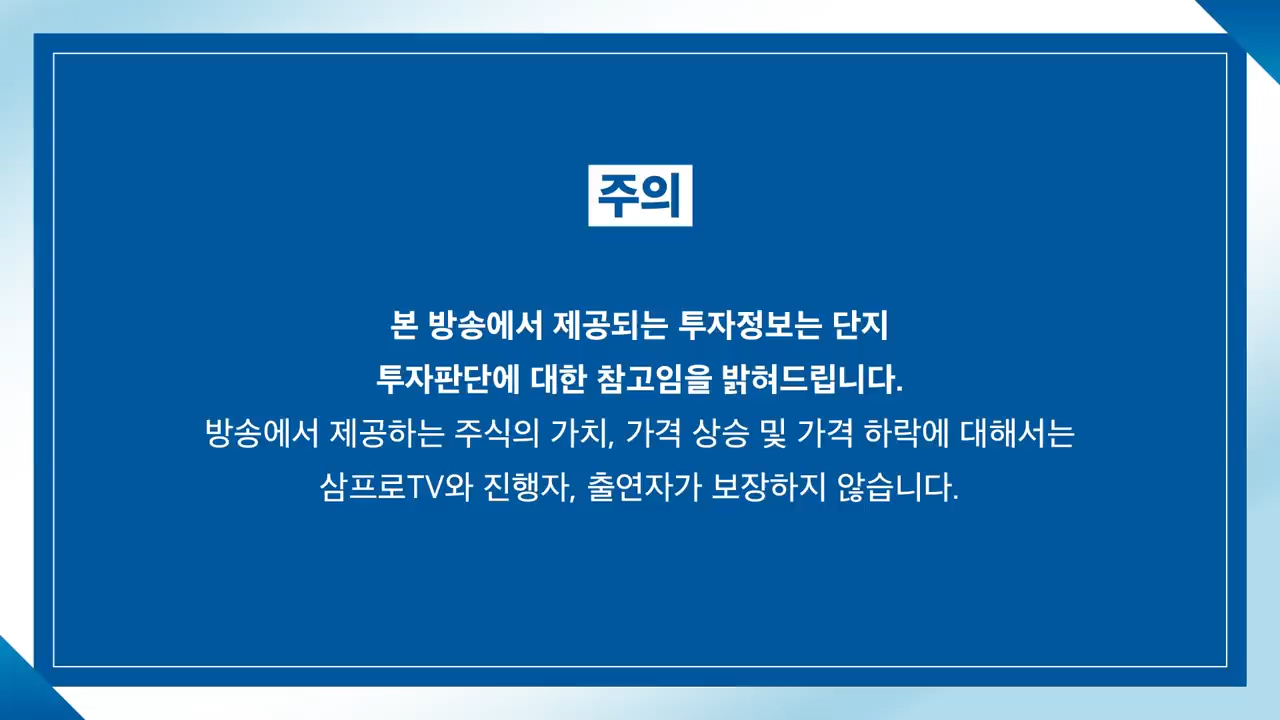 주의
본 방송에서 제공되는 투자정보는 단지
투자판단에 대한 참고임을 밝혀드립니다.
방송에서 제공하는 주식의 가치, 가격 상승 및 가격 하락에 대해서는
삼프로TV와 진행자, 출연자가 보장하지 않습니다.